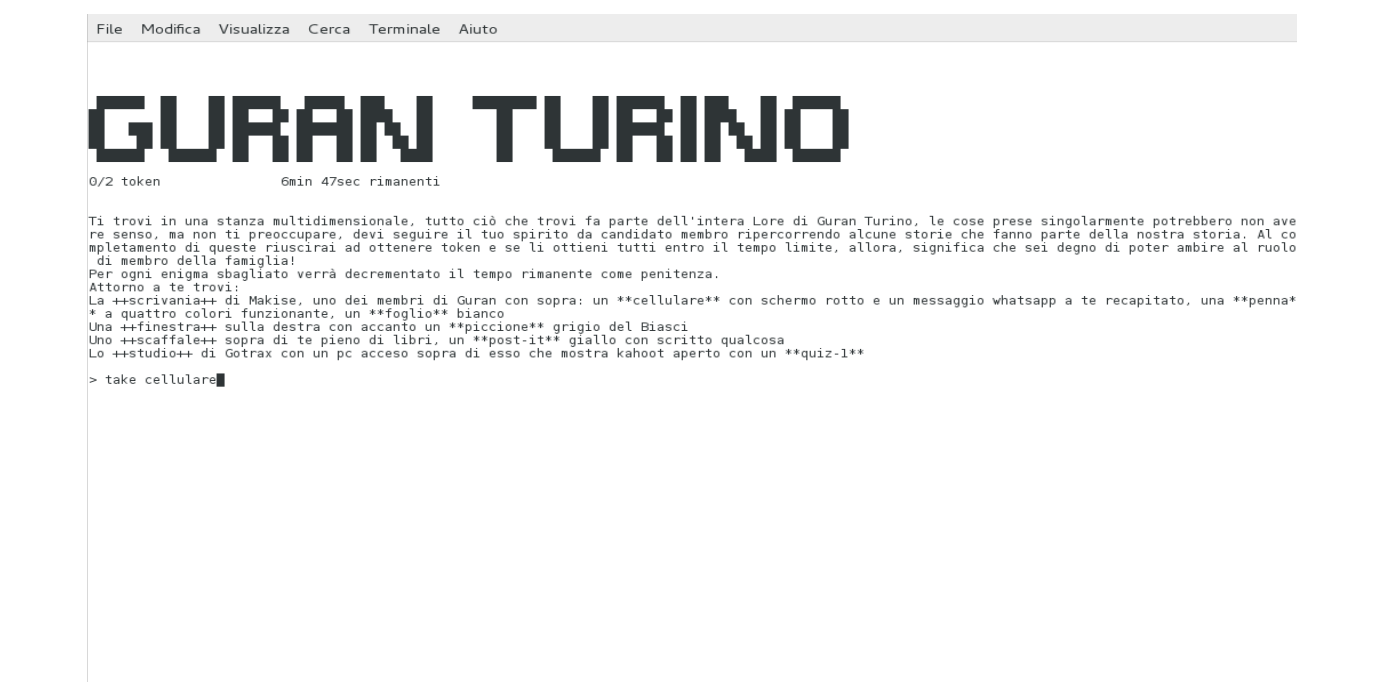 File Modifica Visualizza Cerca Terminale Aiuto
GURAN TURINO
0/2 token 6min 47sec rimanenti
Ti trovi in una stanza multidimensionale, tutto ciò che trovi fa parte dell'intera Lore di Guran Turino, le cose prese singolarmente potrebbero non ave
re senso, ma non ti preoccupare, devi seguire il tuo spirito da candidato membro ripercorrendo alcune storie che fanno parte della nostra storia. Al co
mpletamento di queste riuscirai ad ottenere token e se li ottieni tutti entro il tempo limite, allora, significa che sei degno di poter ambire al ruolo
di membro della famiglia!
Per ogni enigma sbagliato verrà decrementato il tempo rimanente come penitenza.
Attorno a te trovi:
La ++scrivania++ di Makise, uno dei membri di Guran con sopra: un **cellulare** con schermo rotto e un messaggio whatsapp a te recapitato, una **penna*
* a quattro colori funzionante, un **foglio** bianco
Una ++finestra++ sulla destra con accanto un **piccione** grigio del Biasci
Uno ++scaffale++ sopra di te pieno di libri, un **post-it** giallo con scritto qualcosa
Lo ++studio++ di Gotrax con un pc acceso sopra di esso che mostra kahoot aperto con un **quiz-1**
> take cellulare